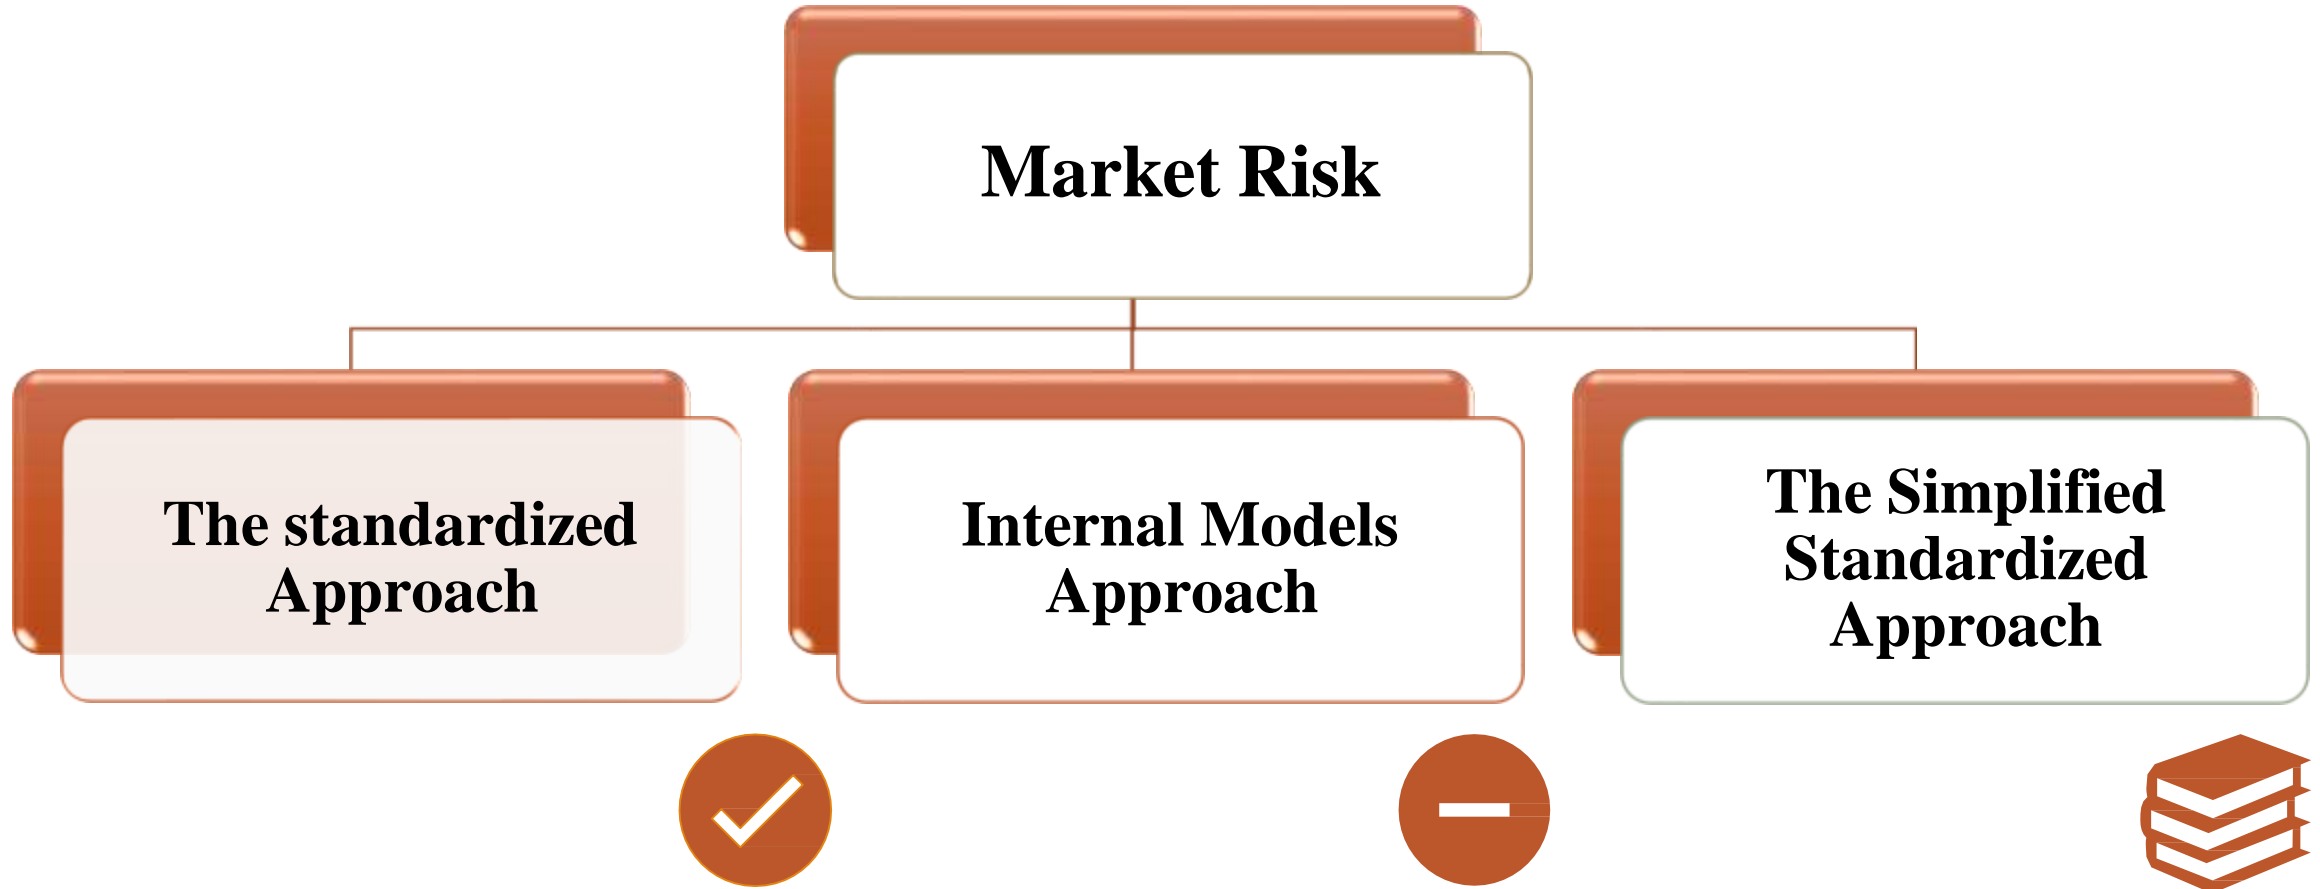 Market Risk
The standardized
Approach
Internal Models
Approach
The Simplified
Standardized
Approach